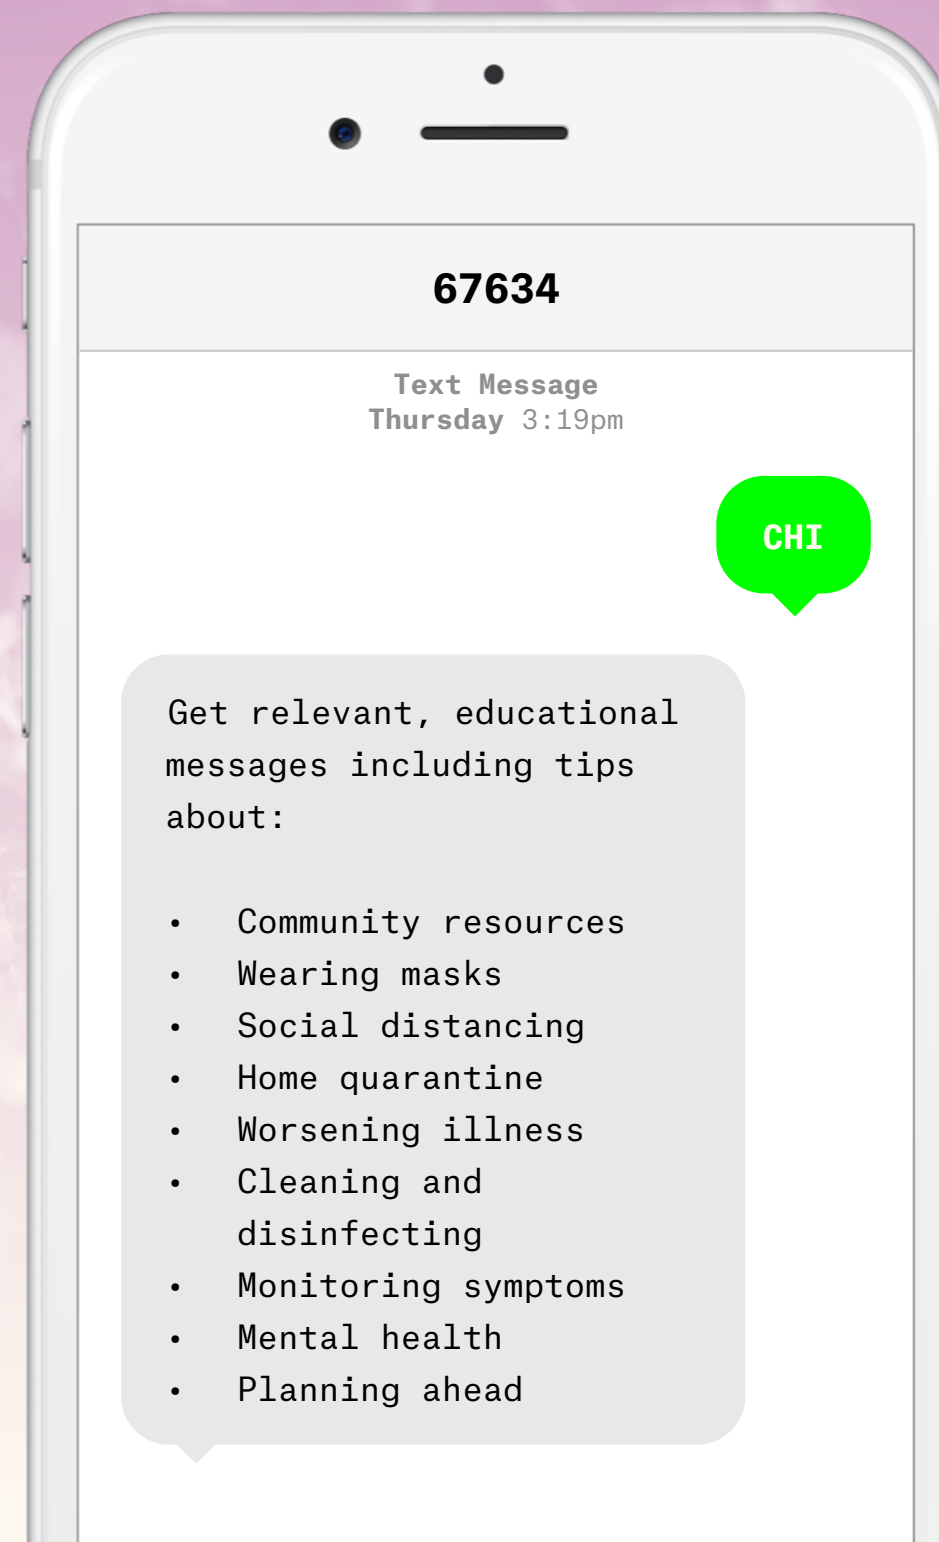 67634
Text Message
Thursday 3:19pm
CHI
Get relevant, educational
messages including tips
about:
• Community resources
• Wearing masks
• Social distancing
• Home quarantine
• Worsening illness
• Cleaning and
disinfecting
• Monitoring symptoms
• Mental health
• Planning ahead